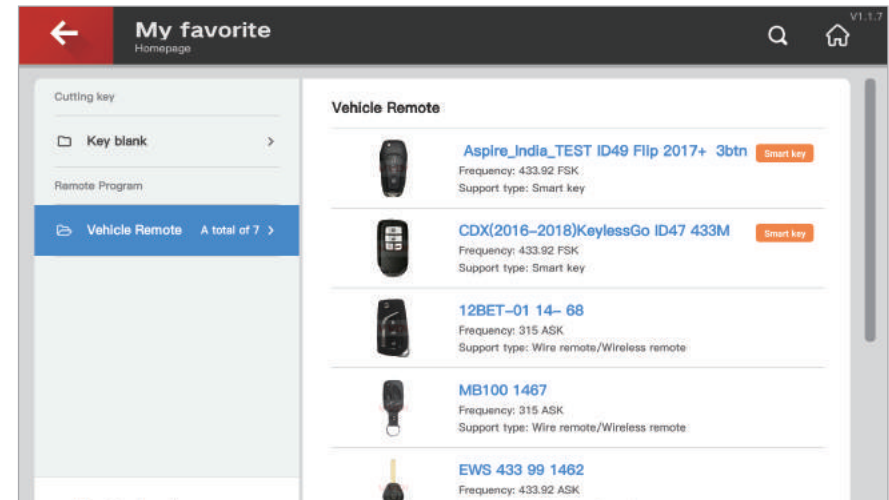 V1.1.7
My favorite
Homepage
Cutting key
Key blank
Remote Program
Vehicle Remote A total of 7
Vehicle Remote
Aspire_India_TEST ID49 Flip 2017+ 3btn Smart key
Frequency: 433.92 FSK
Support type: Smart key
CDX(2016-2018)KeylessGo ID47 433M Smart key
Frequency: 433.92 FSK
Support type: Smart key
12BET-01 14- 68
Frequency: 315 ASK
Support type: Wire remote/Wireless remote
MB100 1467
Frequency: 315 ASK
Support type: Wire remote/Wireless remote
EWS 433 99 1462
Frequency: 433.92 ASK